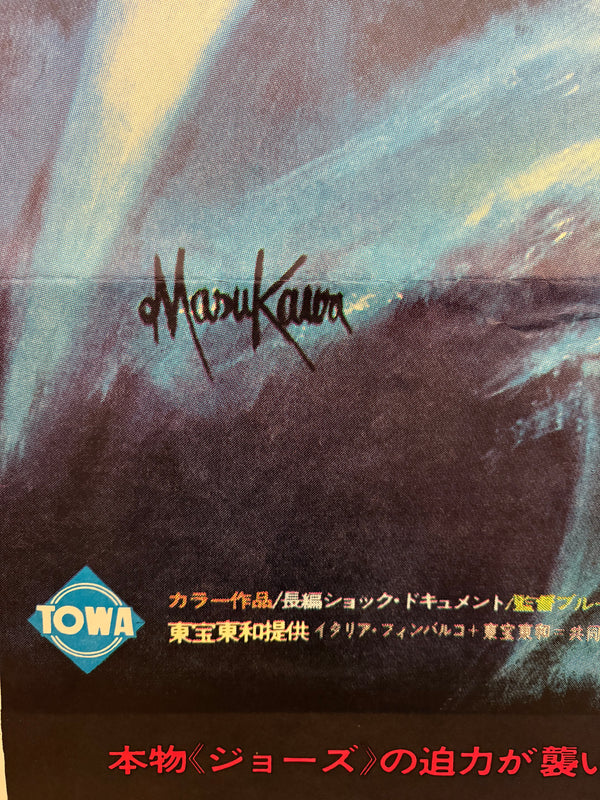 MasuKawa
TOWA
カラー作品/長編ショック・ドキュメント/監督ブルー
東宝東和提供 イタリア・フィンバルコ+東宝東和=共同
本物《ジョーズ》の迫力が襲い